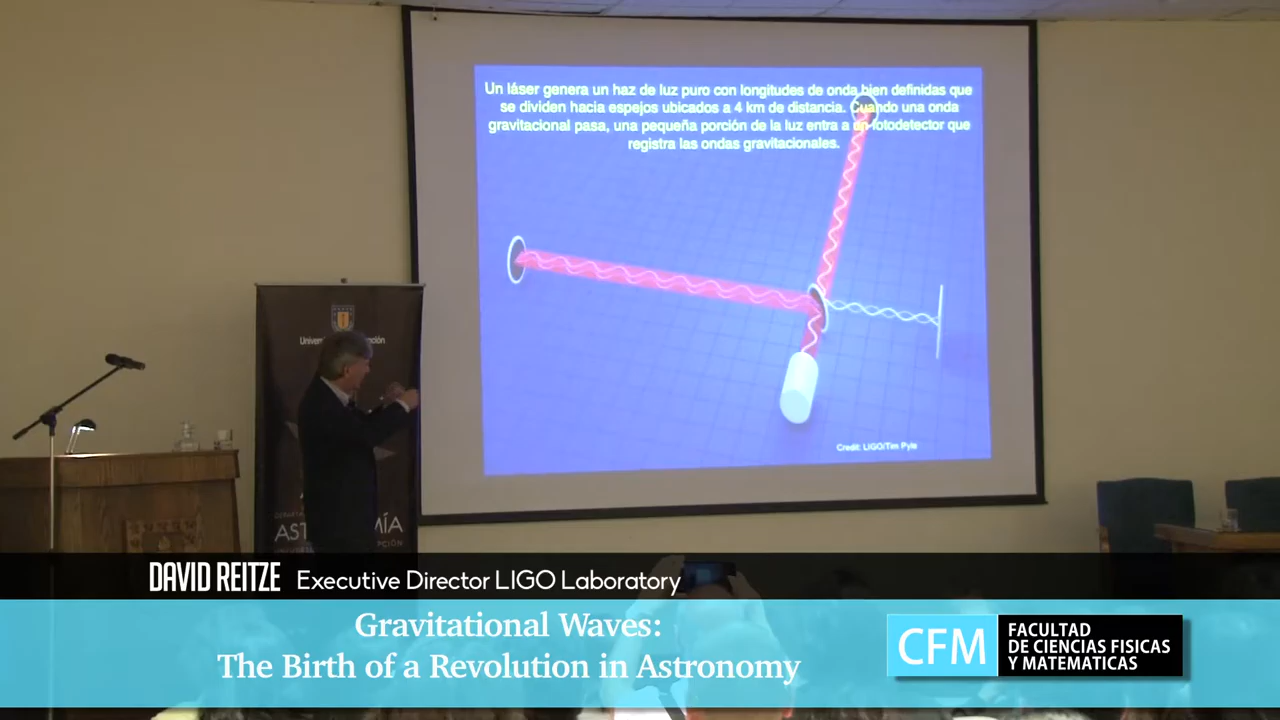 Un láser genera un haz de luz puro con longitudes de onda bien definidas que
se dividen hacia espejos ubicados a 4 km de distancia. Cuando una onda
gravitacional pasa, una pequeña porción de la luz entra a un fotodetector que
registra las ondas gravitacionales.
Credit: LIGO/Tim Pyle
DAVID REITZE Executive Director LIGO Laboratory
Gravitational Waves:
The Birth of a Revolution in Astronomy
CFM
FACULTAD
DE CIENCIAS FISICAS
Y MATEMATICAS